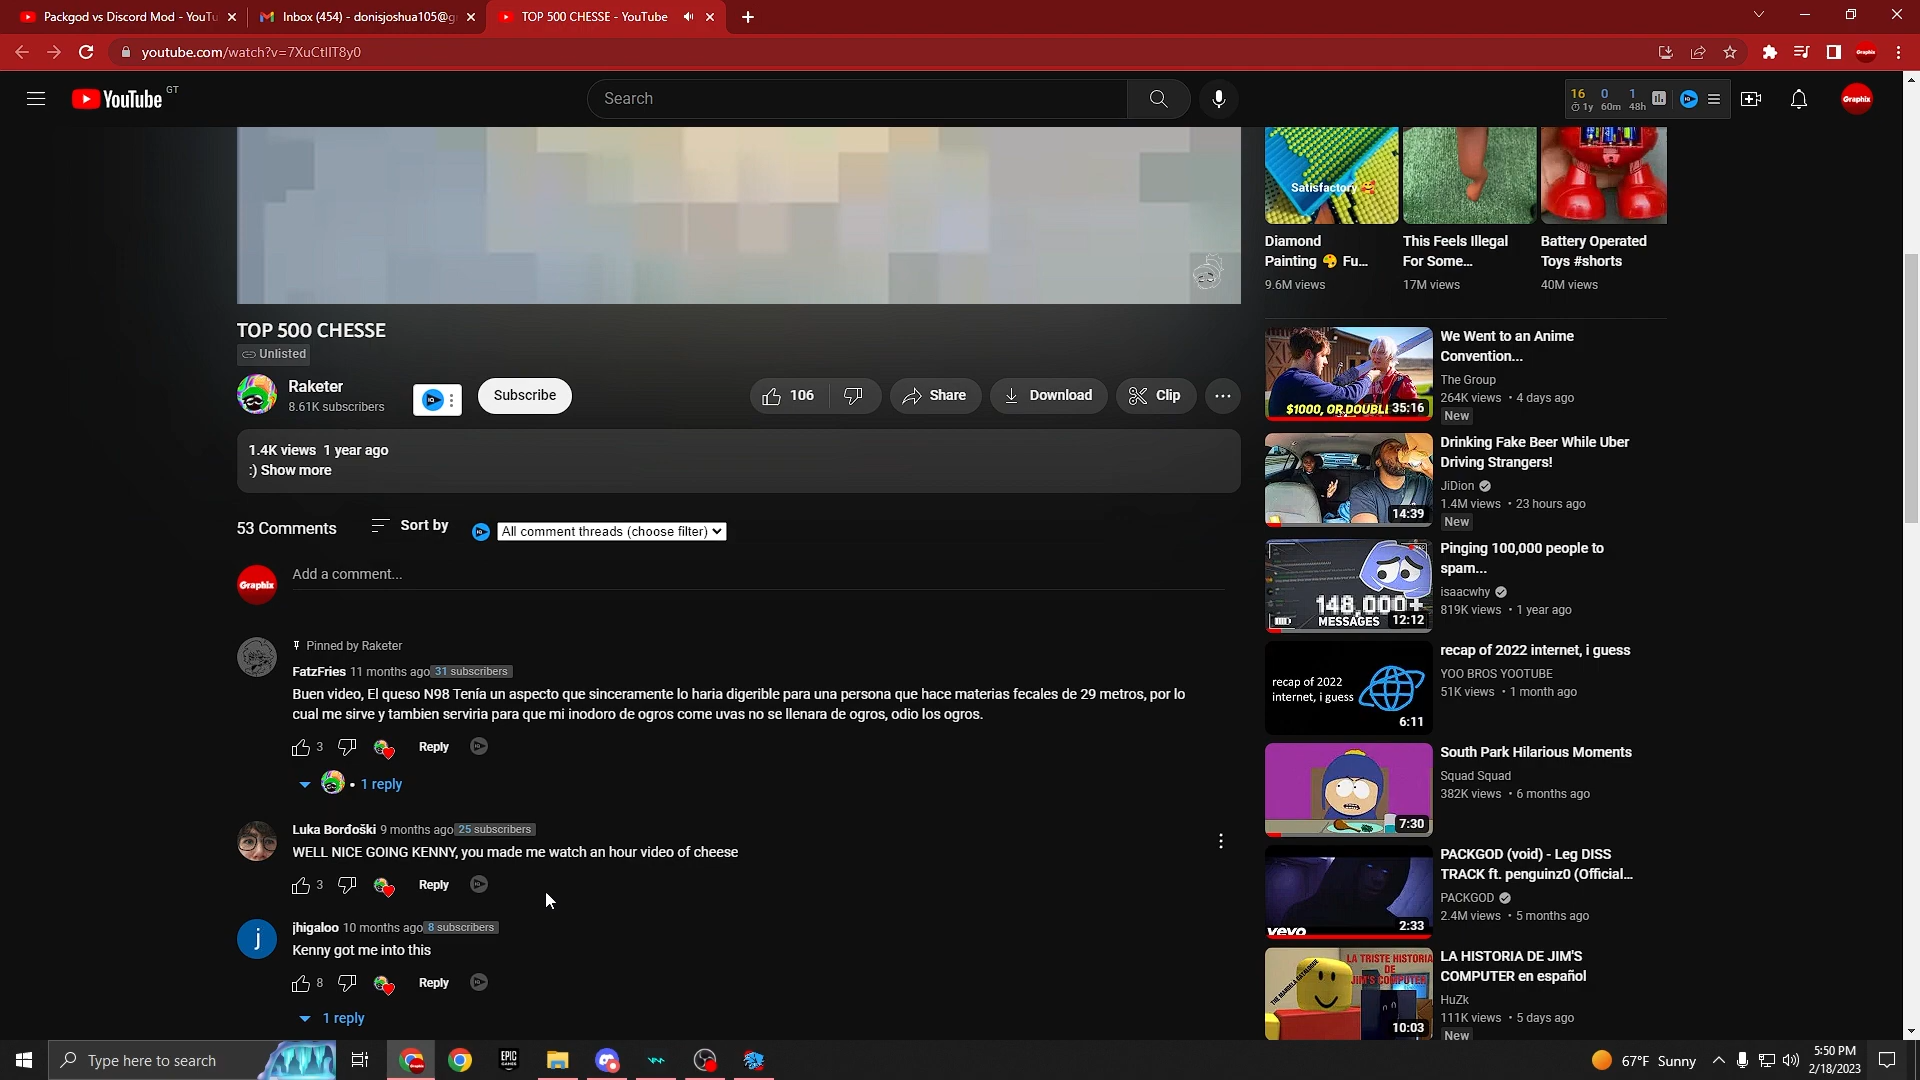 Packgod vs Discord Mod - YouTu
Inbox (454) - donisjoshua105@g
TOP 500 CHESSE - YouTube
youtube.com/watch?v=7XuCtIIT8y0
YouTube GT
Search
16 0 1
1y 60m 48h
Graphix
Satisfactory
Diamond Painting 🎨 Fu...
9.6M views
This Feels Illegal For Some...
17M views
Battery Operated Toys #shorts
40M views
TOP 500 CHESSE
Unlisted
Raketer
8.61K subscribers
Subscribe
106
Share
Download
Clip
1.4K views 1 year ago
:) Show more
53 Comments
Sort by
All comment threads (choose filter)
Graphix
Add a comment...
Pinned by Raketer
FatzFries 11 months ago 31 subscribers
Buen video, El queso N98 Tenía un aspecto que sinceramente lo haria digerible para una persona que hace materias fecales de 29 metros, por lo
cual me sirve y tambien serviria para que mi inodoro de ogros come uvas no se llenara de ogros, odio los ogros.
3 Reply
• 1 reply
Luka Borđoški 9 months ago 25 subscribers
WELL NICE GOING KENNY, you made me watch an hour video of cheese
3 Reply
j
jhigaloo 10 months ago 8 subscribers
Kenny got me into this
8 Reply
1 reply
$1000, OR DOUBL
35:16
We Went to an Anime
Convention...
The Group
264K views • 4 days ago
New
14:39
Drinking Fake Beer While Uber
Driving Strangers!
JiDion
1.4M views • 23 hours ago
New
148,000+
MESSAGES
12:12
Pinging 100,000 people to
spam...
isaacwhy
819K views • 1 year ago
recap of 2022
internet, i guess
6:11
recap of 2022 internet, i guess
YOO BROS YOOTUBE
51K views • 1 month ago
7:30
South Park Hilarious Moments
Squad Squad
382K views • 6 months ago
vevo
2:33
PACKGOD (void) - Leg DISS
TRACK ft. penguinz0 (Official...
PACKGOD
2.4M views • 5 months ago
THE MANDELA CATALOGUE
LA TRISTE HISTORIA
DE
JIM'S COMPUTER
10:03
LA HISTORIA DE JIM'S
COMPUTER en español
HuZk
111K views • 5 days ago
New
Type here to search
EPIC
GAMES
67°F Sunny
5:50 PM
2/18/2023